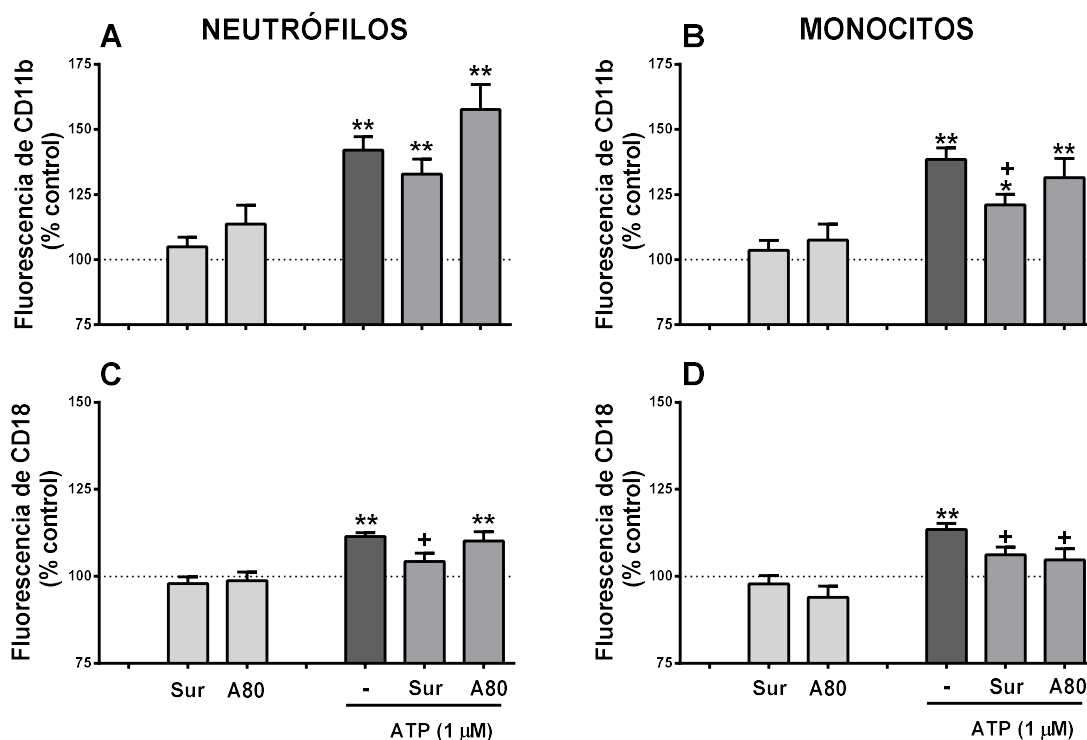 A NEUTRÓFILOS
Fluorescencia de CD11b
(% control)
175
150
125
100
75
**
**
**
B MONOCITOS
Fluorescencia de CD11b
(% control)
175
150
125
100
75
**
+
*
**
C
Fluorescencia de CD18
(% control)
150
125
100
75
**
+
**
Sur A80 - Sur A80
ATP (1 µM)
D
Fluorescencia de CD18
(% control)
150
125
100
75
**
+
+
Sur A80 - Sur A80
ATP (1 µM)